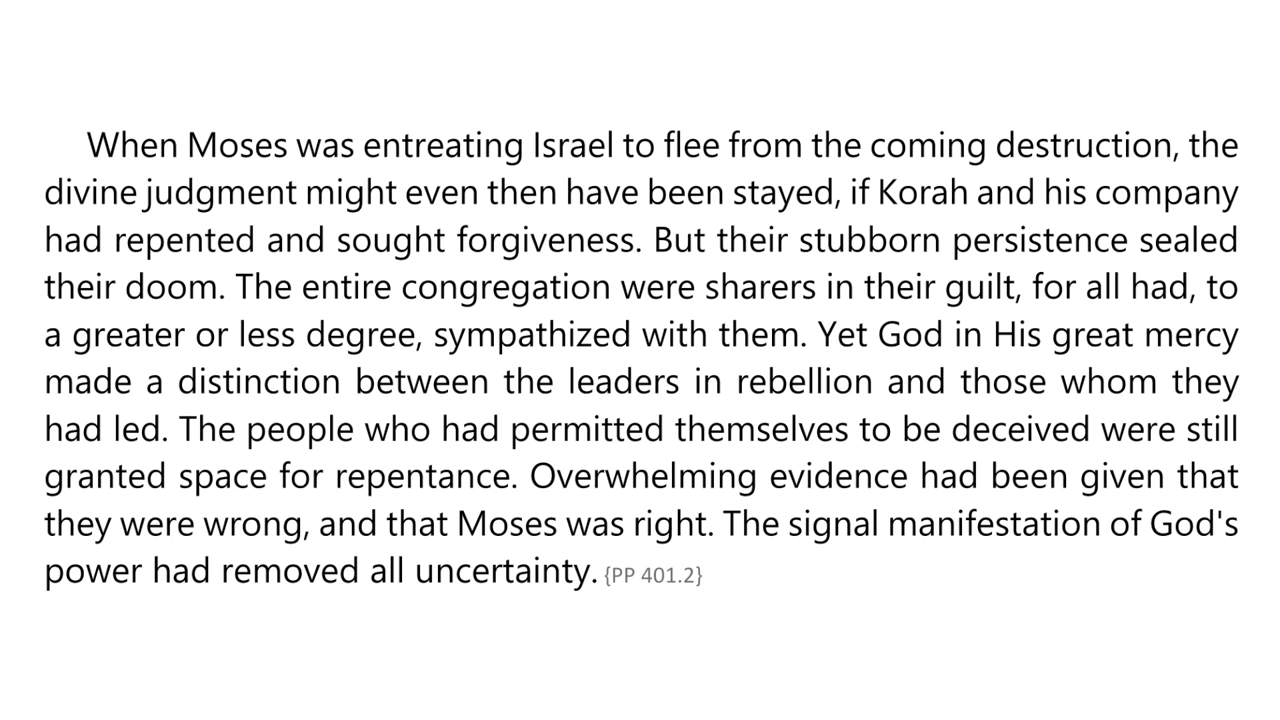 When Moses was entreating Israel to flee from the coming destruction, the
divine judgment might even then have been stayed, if Korah and his company
had repented and sought forgiveness. But their stubborn persistence sealed
their doom. The entire congregation were sharers in their guilt, for all had, to
a greater or less degree, sympathized with them. Yet God in His great mercy
made a distinction between the leaders in rebellion and those whom they
had led. The people who had permitted themselves to be deceived were still
granted space for repentance. Overwhelming evidence had been given that
they were wrong, and that Moses was right. The signal manifestation of God's
power had removed all uncertainty. {PP 401.2}